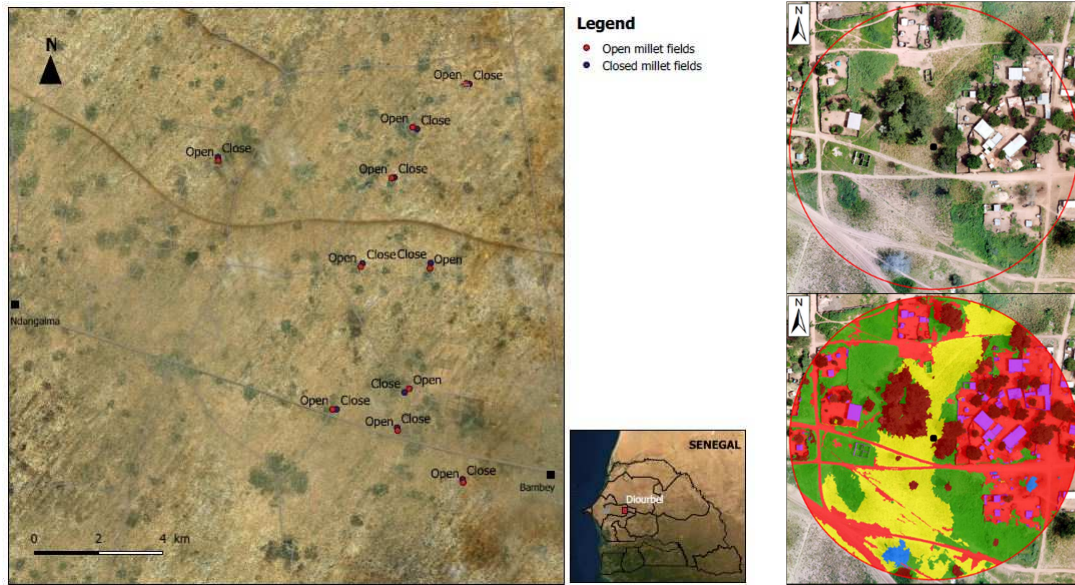 N
Open Close
Open Close
Open Close
Open Close
Open Close Close Open
Ndangalma
Close Open
Open Close
Open Close
Open Close
Bambey
0 2 4 km
Legend
Open millet fields
Closed millet fields
SENEGAL
Diourbel
N
N